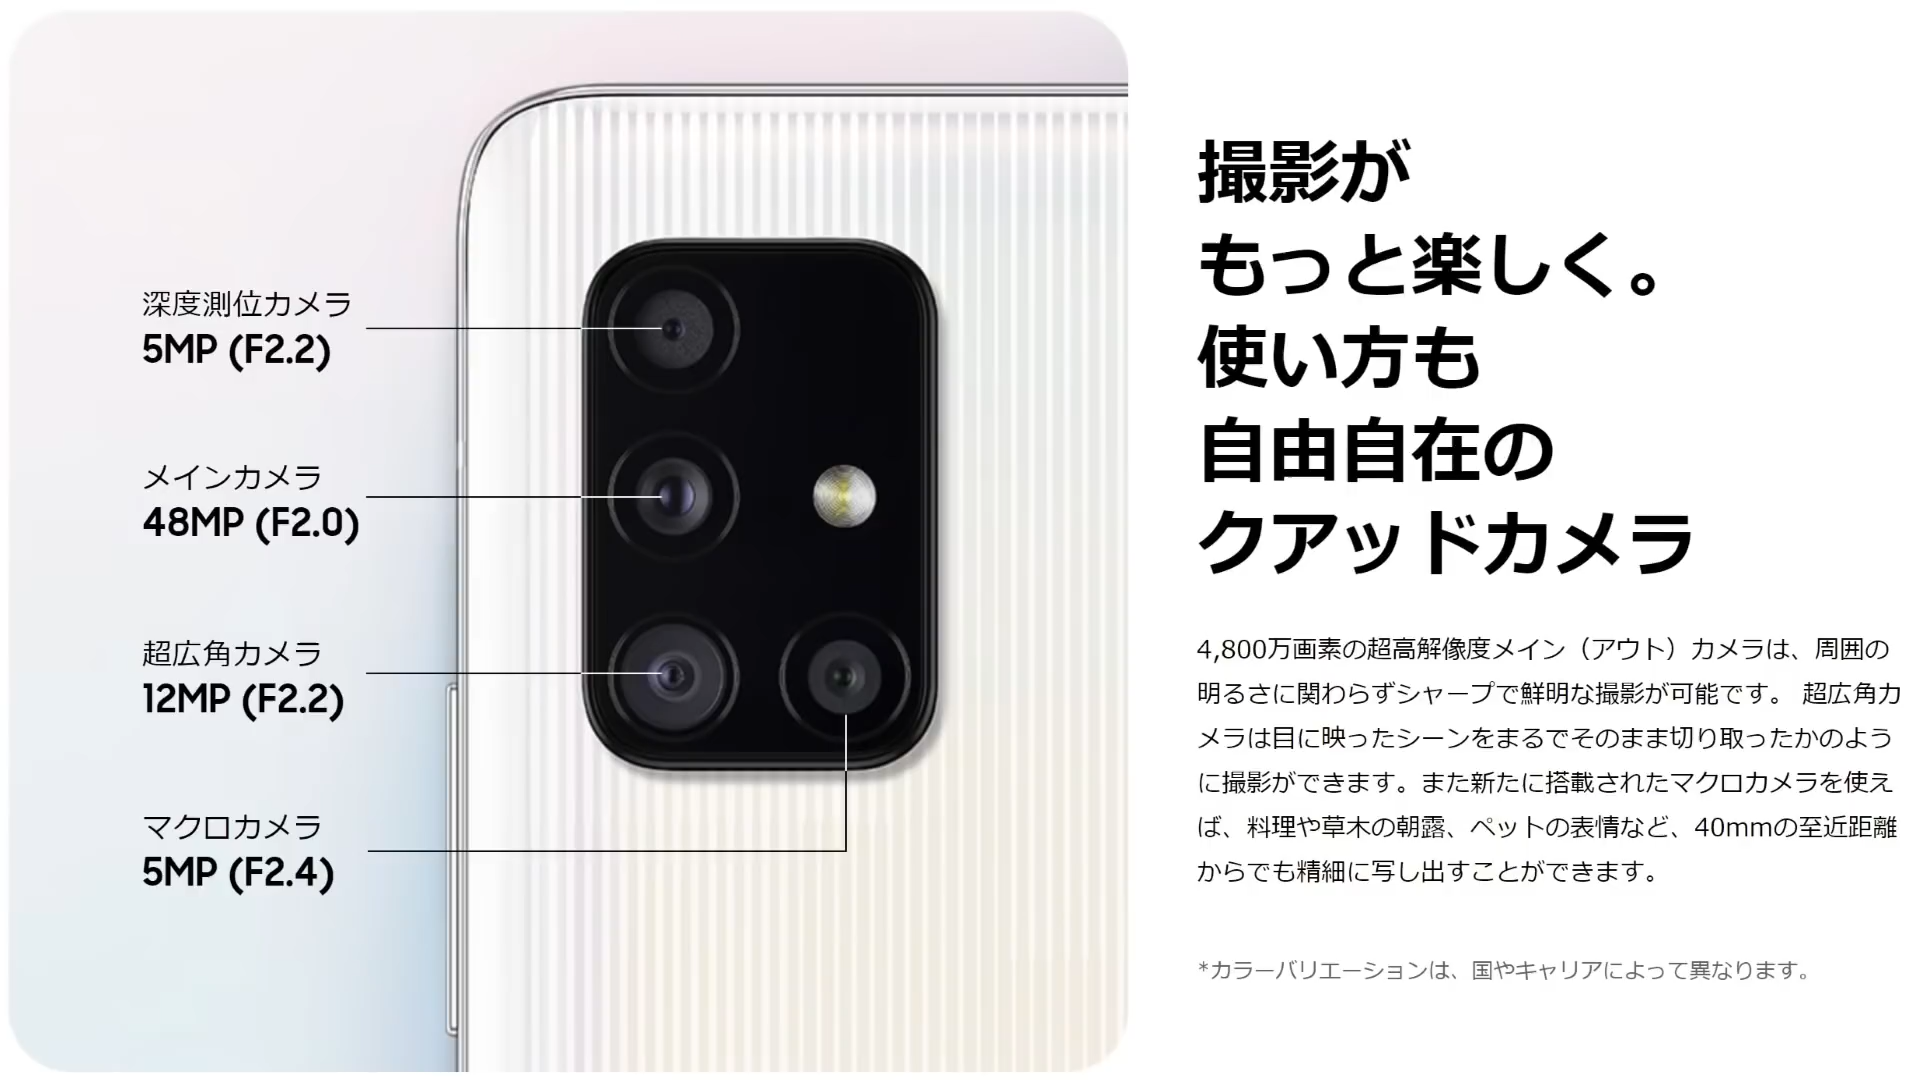 深度測位カメラ
5MP (F2.2)
メインカメラ
48MP (F2.0)
超広角カメラ
12MP (F2.2)
マクロカメラ
5MP (F2.4)
撮影が
もっと楽しく。
使い方も
自由自在の
クアッドカメラ
4,800万画素の超高解像度メイン（アウト）カメラは、周囲の
明るさに関わらずシャープで鮮明な撮影が可能です。 超広角カ
メラは目に映ったシーンをまるでそのまま切り取ったかのよう
に撮影ができます。また新たに搭載されたマクロカメラを使え
ば、料理や草木の朝露、ペットの表情など、40mmの至近距離
からでも精細に写し出すことができます。
*カラーバリエーションは、国やキャリアによって異なります。